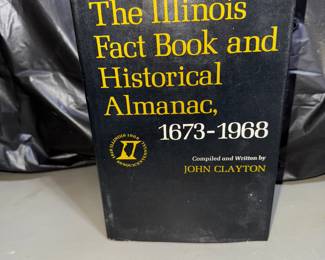 The Illinois
Fact Book and
Historical
Almanac,
1673-1968
Compiled and Written by
JOHN CLAYTON